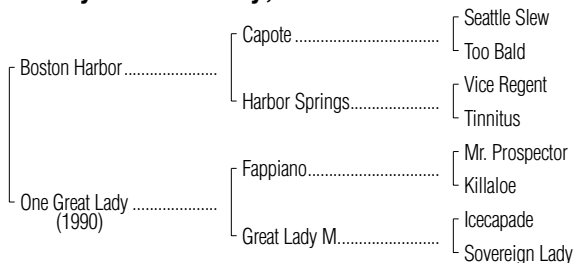 Seattle Slew
Capote
Too Bald
Boston Harbor
Vice Regent
Harbor Springs
Tinnitus
Mr. Prospector
Fappiano
Killaloe
One Great Lady
(1990)
Icecapade
Great Lady M.
Sovereign Lady